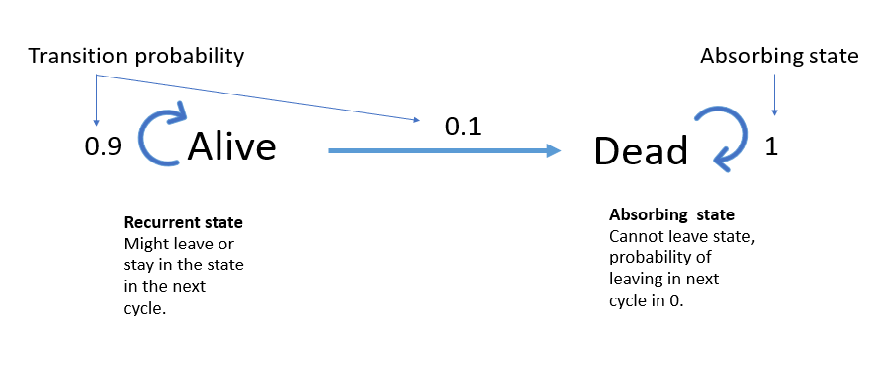 Transition probability
Absorbing state
0.9
Alive
0.1
Dead
1
Recurrent state
Might leave or
stay in the state
in the next
cycle.
Absorbing  state
Cannot leave state,
probability of
leaving in next
cycle in 0.